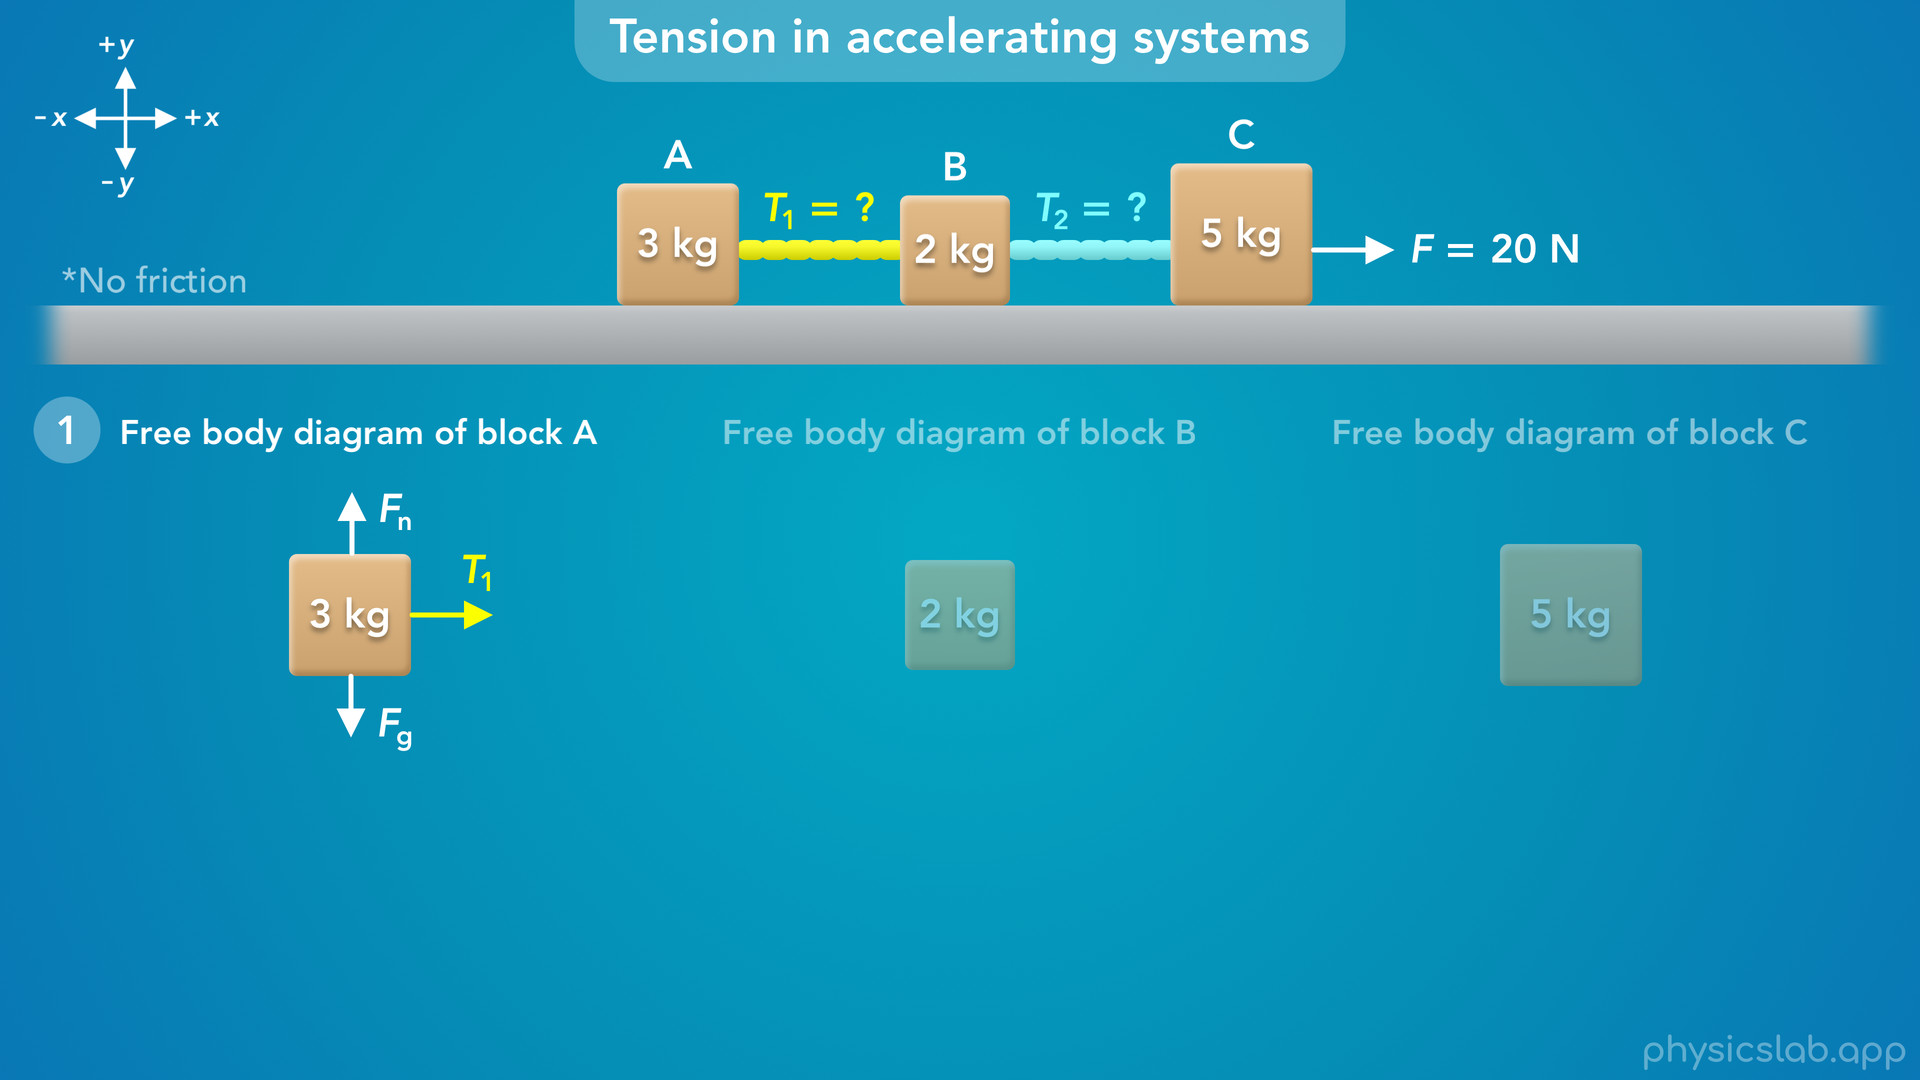 Tension in accelerating systems
+y
-x
+x
-y
A
B
C
T1 = ?
T2 = ?
3 kg
2 kg
5 kg
F = 20 N
*No friction
1
Free body diagram of block A
Free body diagram of block B
Free body diagram of block C
Fn
T1
3 kg
2 kg
5 kg
Fg
physicslab.app